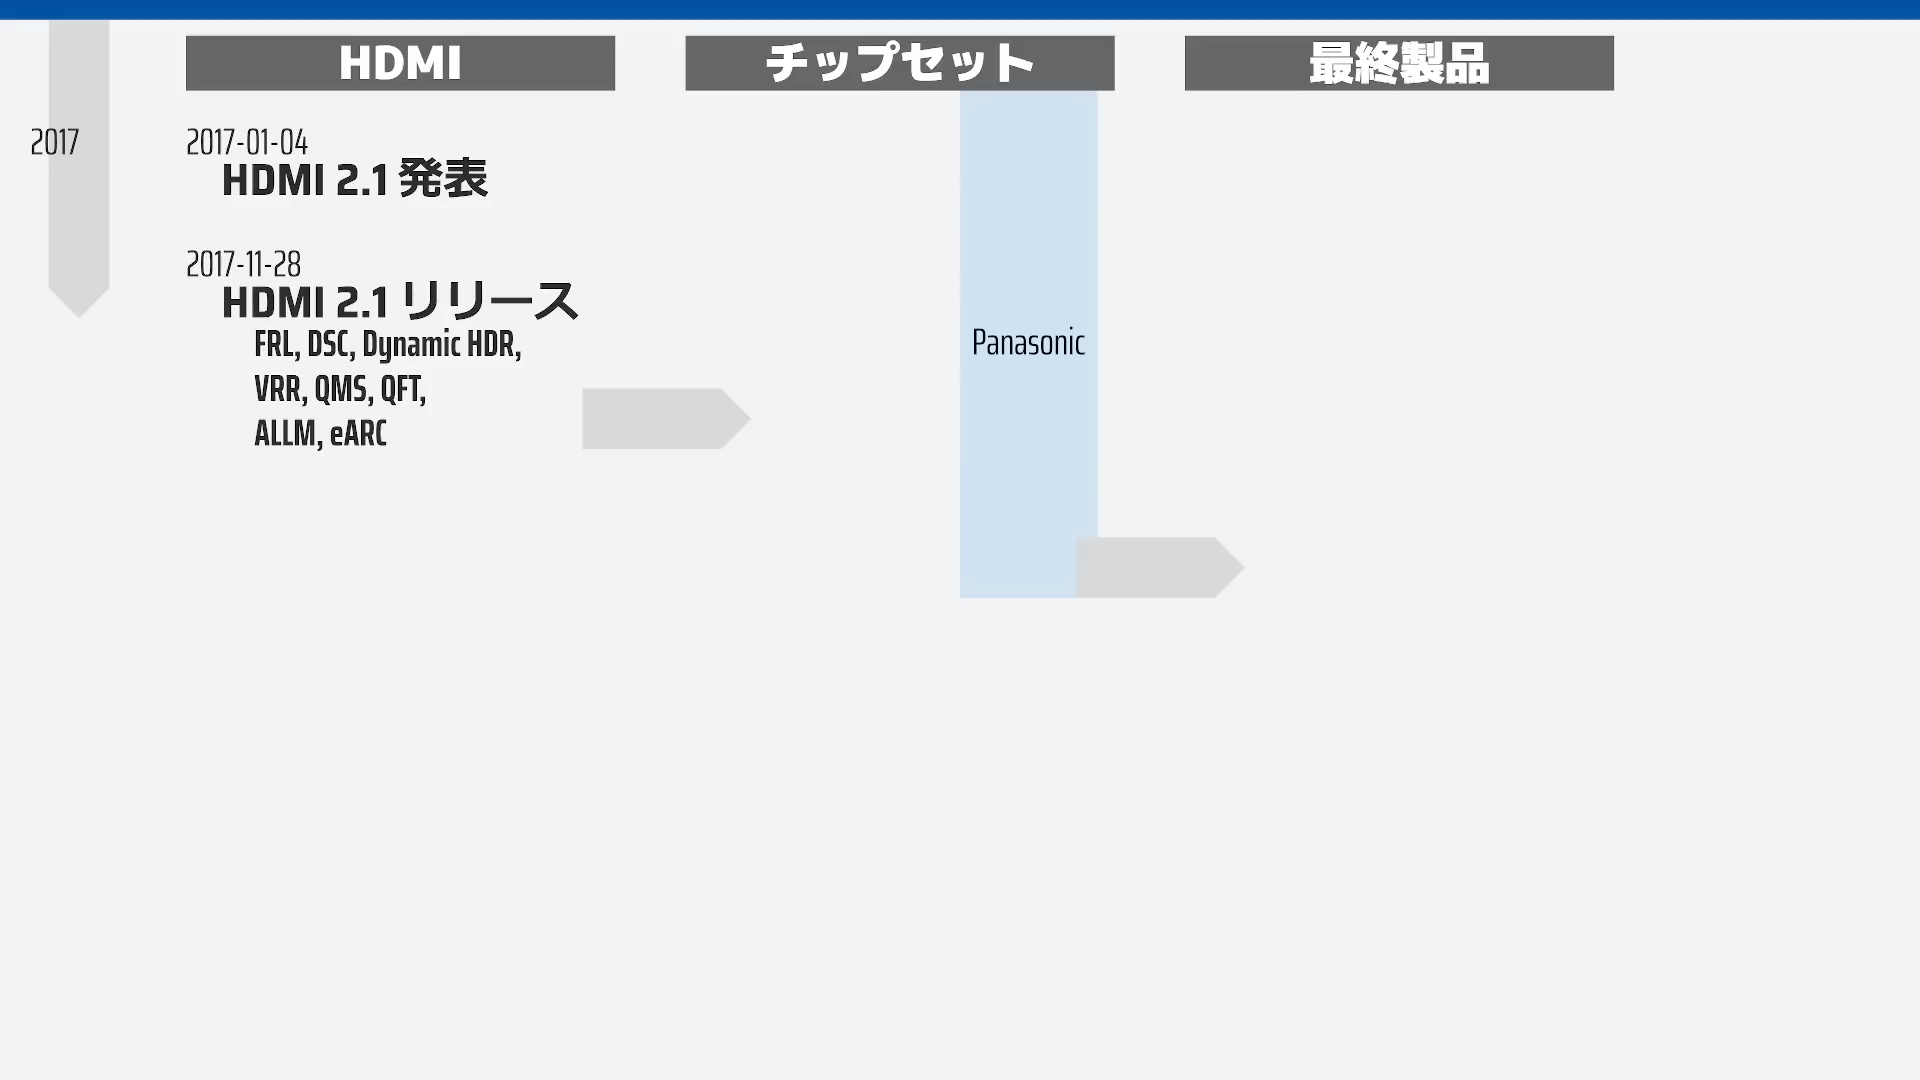 HDMI
チップセット
最終製品
2017
2017-01-04
HDMI 2.1 発表
2017-11-28
HDMI 2.1 リリース
FRL, DSC, Dynamic HDR,
VRR, QMS, QFT,
ALLM, eARC
Panasonic